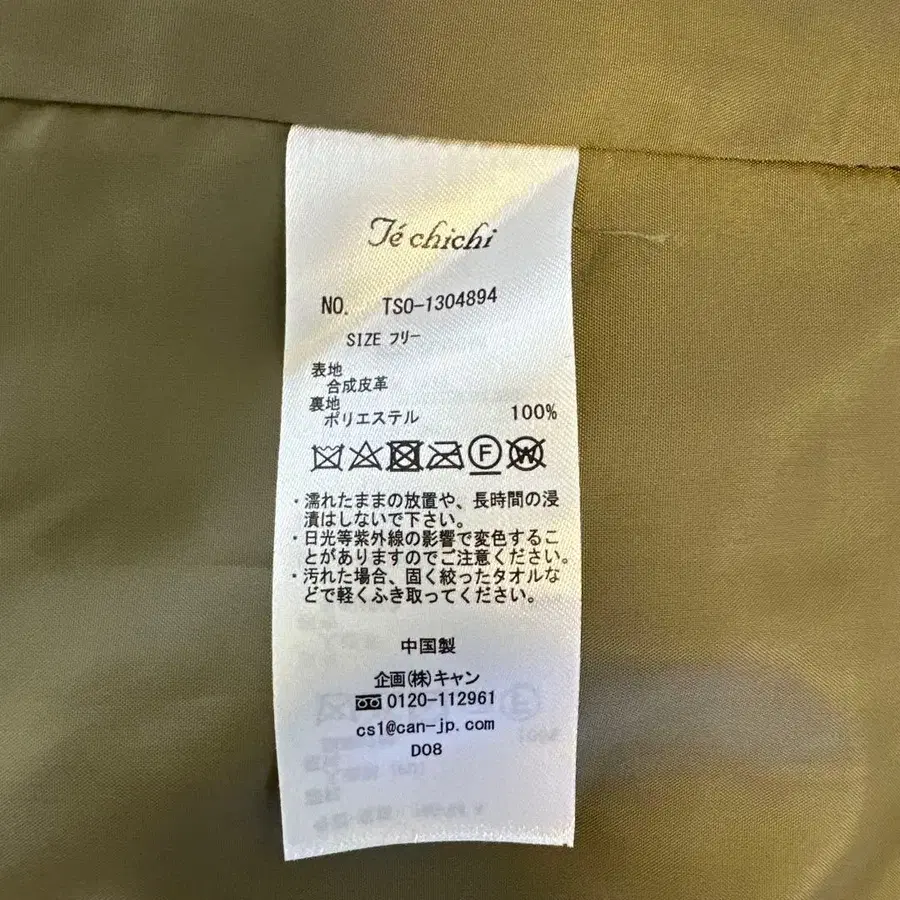 Té chichi
NO. TSO-1304894
SIZE フリー
表地
合成皮革
裏地
ポリエステル 100%
F W
・濡れたままの放置や、長時間の浸
漬はしないで下さい。
・日光等紫外線の影響で変色するこ
とがありますのでご注意ください。
・汚れた場合、固く絞ったタオルな
どで軽くふき取ってください。
中国製
企画(株)キャン
0120-112961
cs1@can-jp.com
D08